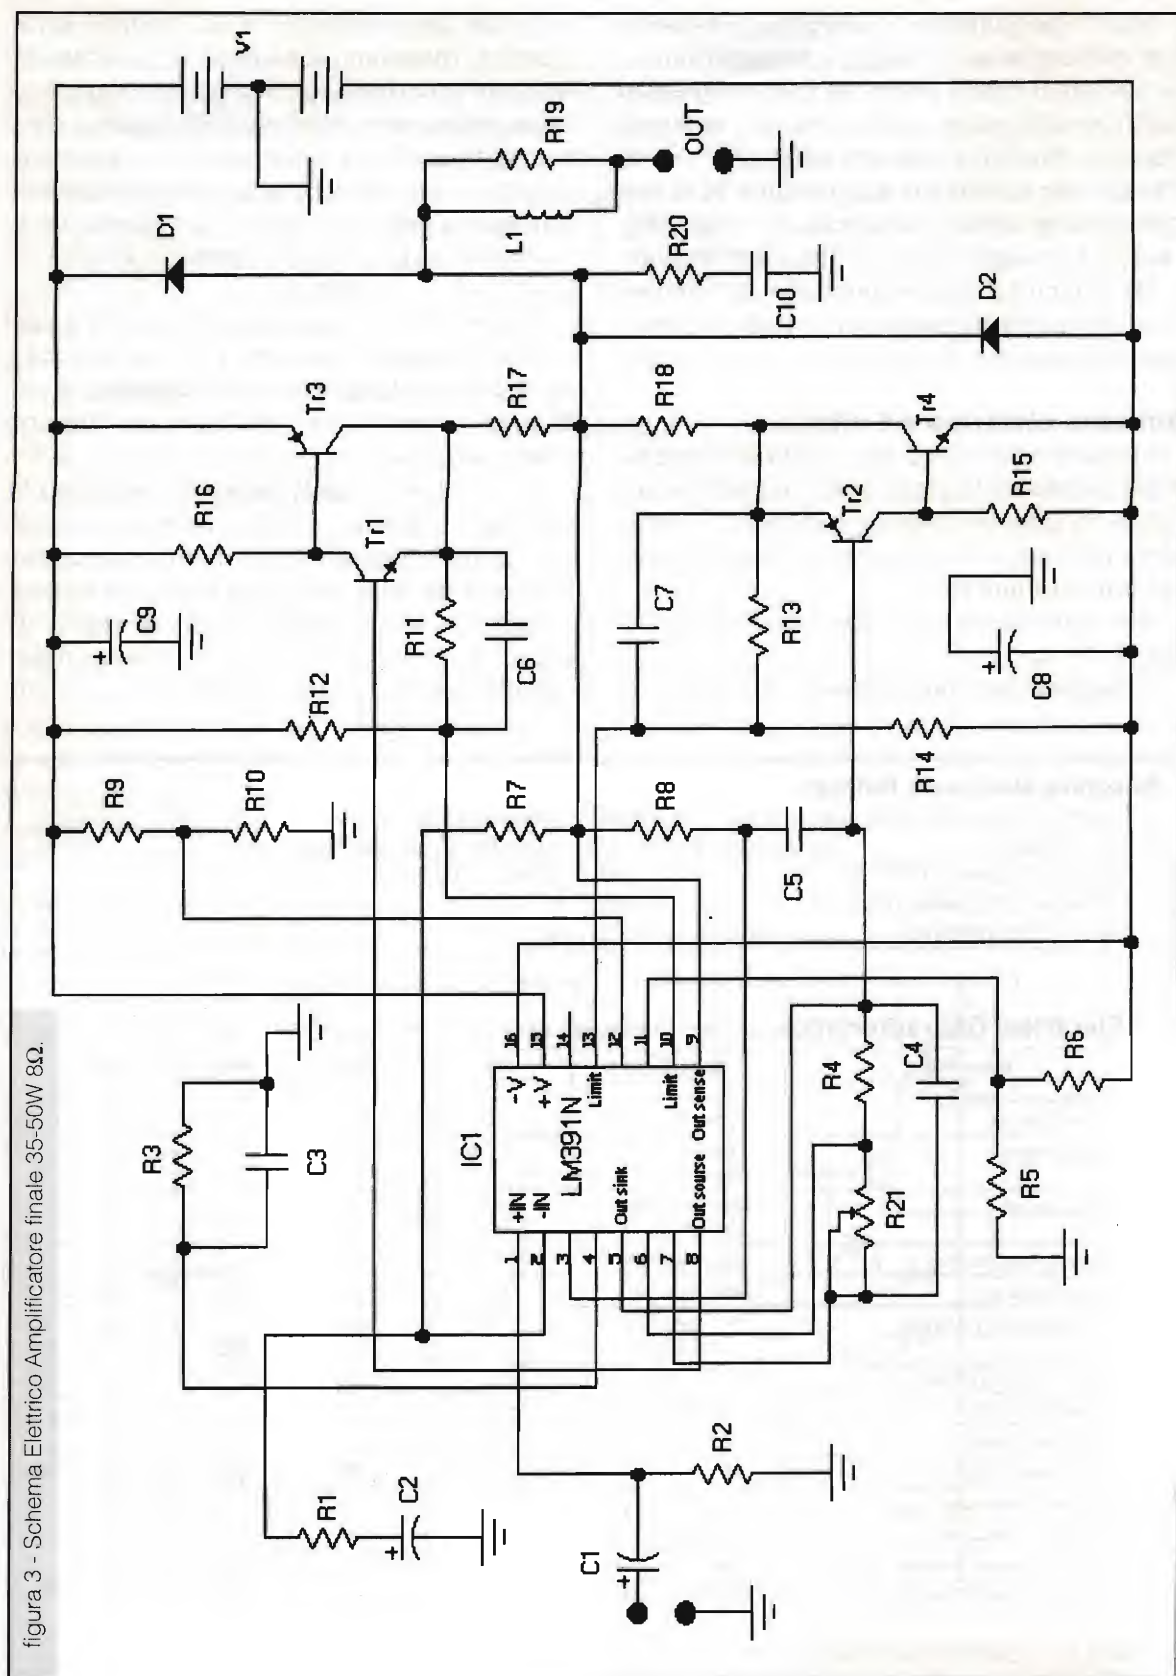 figura 3 - Schema Elettrico Amplificatore finale 35-50W 8Ω.
V1
D1
R19
OUT
L1
R20
C10
D2
Tr3
R17
R18
Tr4
R16
Tr1
Tr2
R15
C9
R11
C6
C7
R13
C8
R12
R14
R9
R10
R7
R8
C5
R3
C3
IC1
LM391N
+IN
-IN
-V
+V
Limit
Limit
Out sink
Out sourse
Out sense
1
2
3
4
5
6
7
8
16
15
14
13
12
11
10
9
R4
C4
R21
R5
R6
R1
C2
C1
R2
+
+
+
+